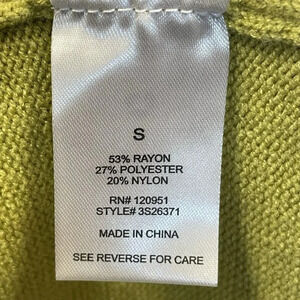 S
53% RAYON
27% POLYESTER
20% NYLON
RN# 120951
STYLE# 3S26371
MADE IN CHINA
SEE REVERSE FOR CARE